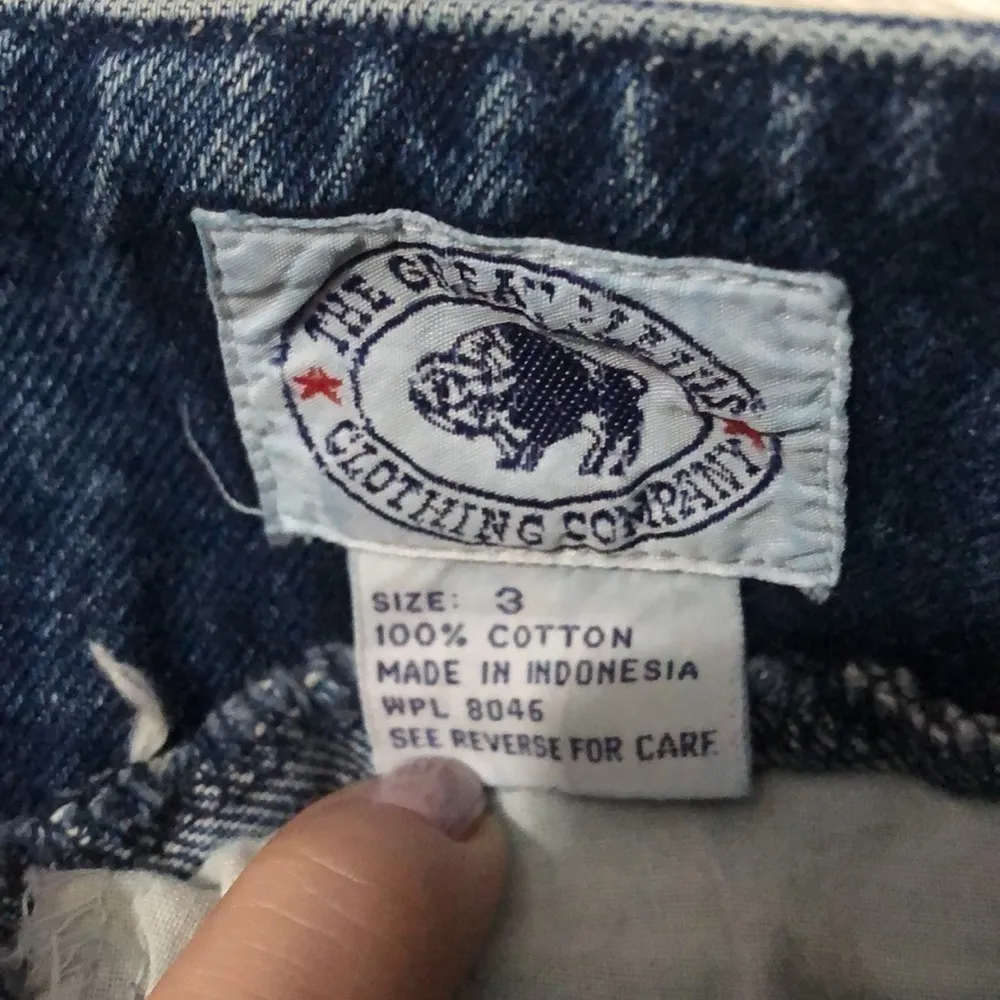 THE GREAT
CLOTHING COMPANY
SIZE: 3
100% COTTON
MADE IN INDONESIA
WPL 8046
SEE REVERSE FOR CARE